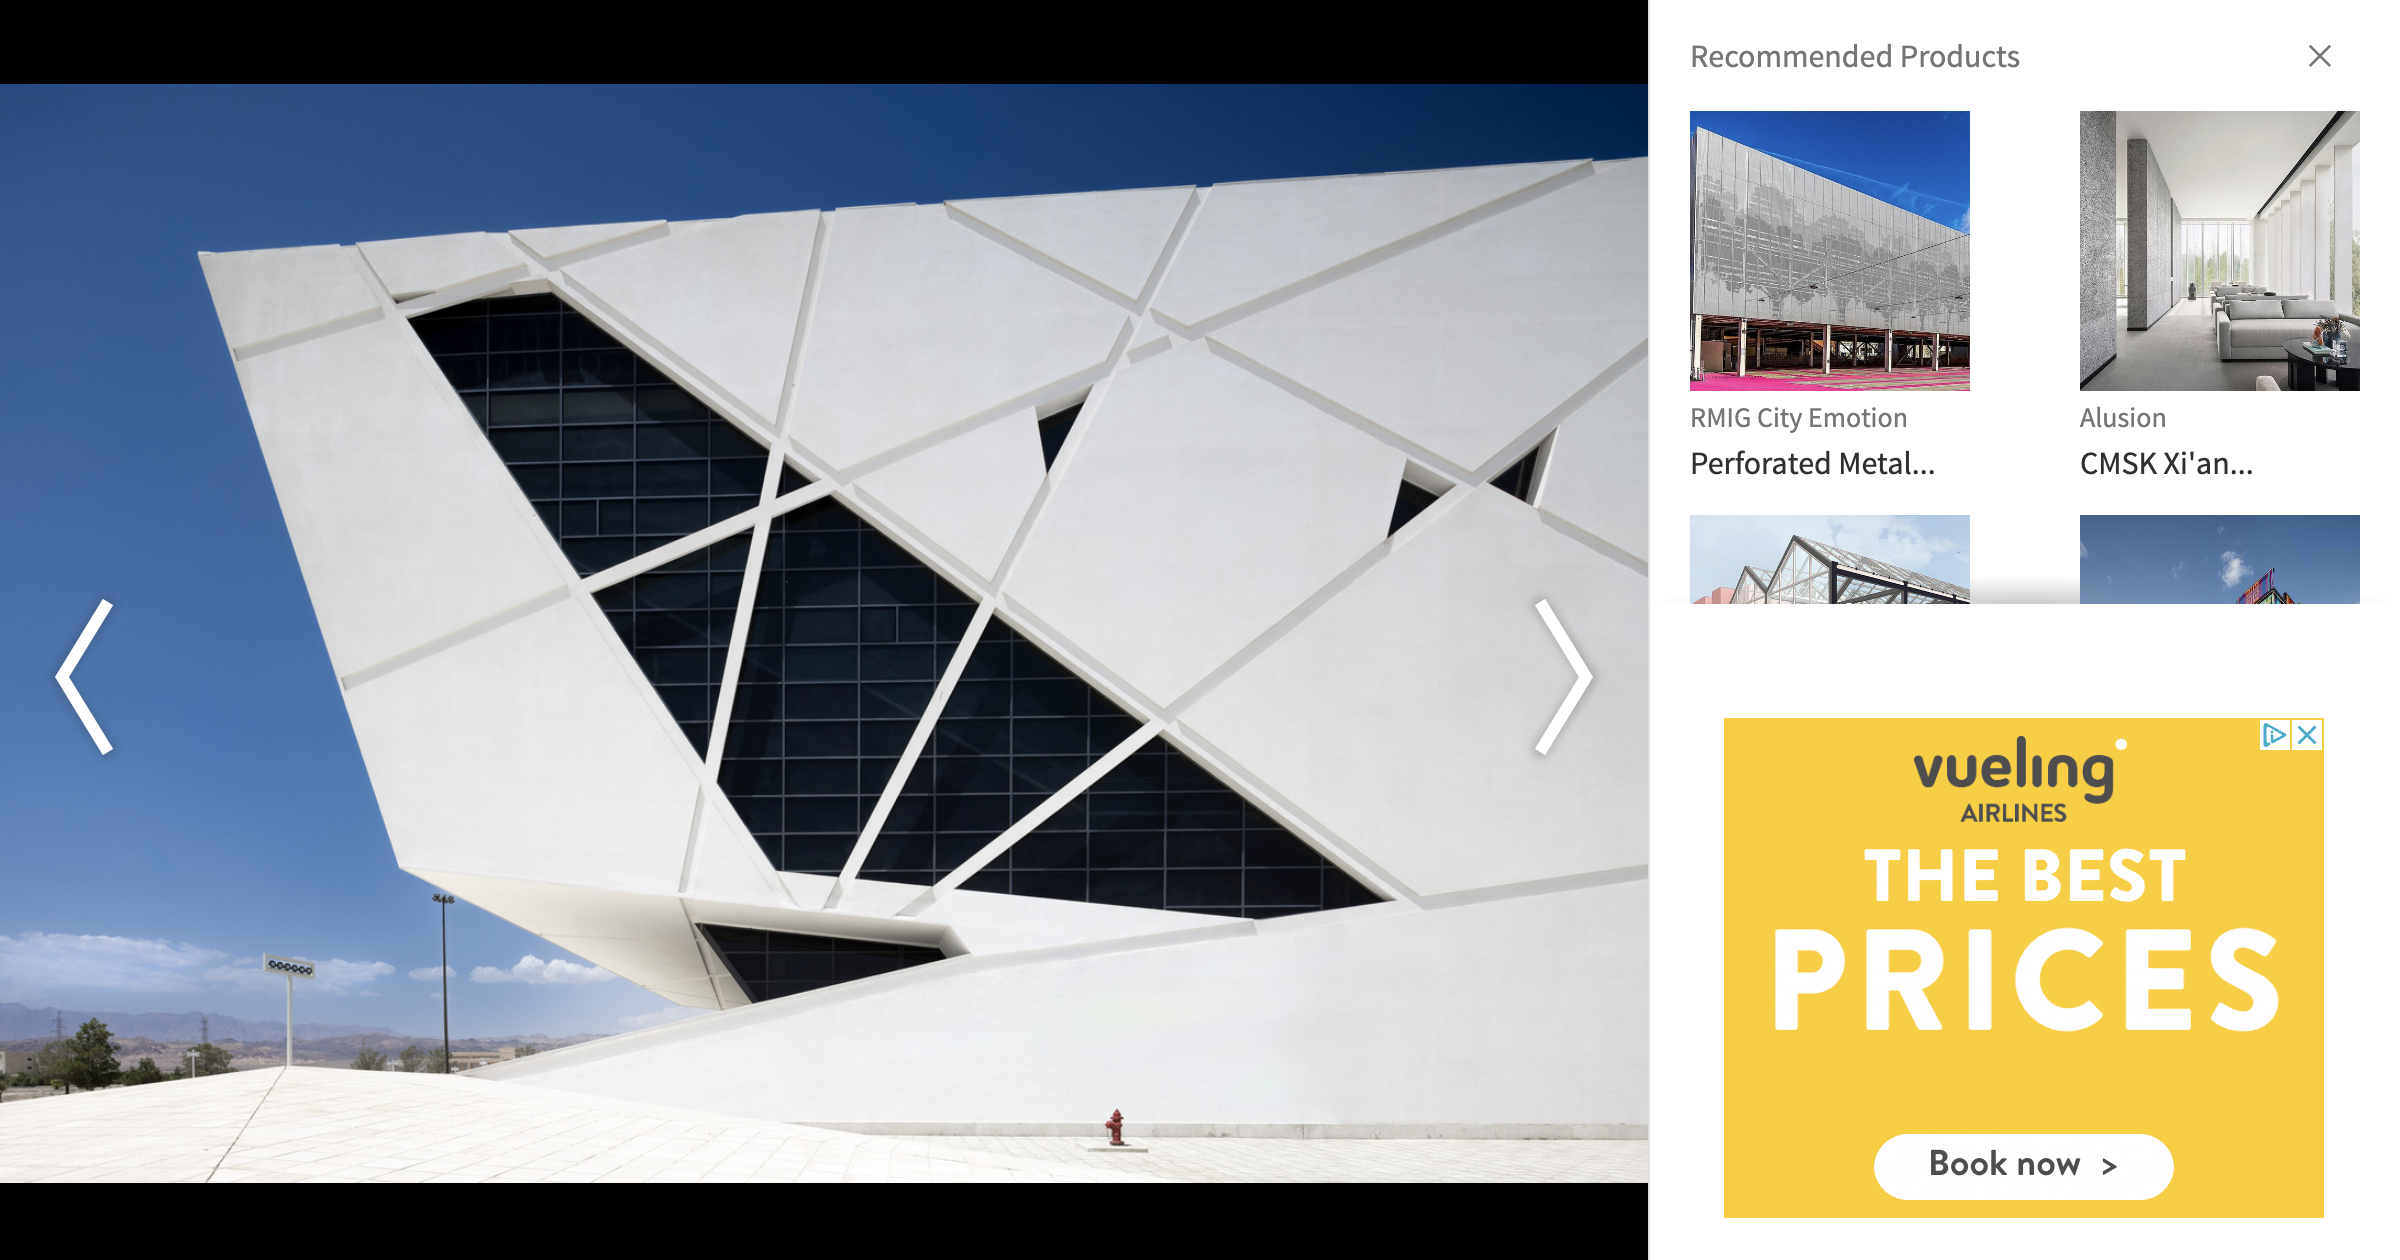 Recommended Products
RMIG City Emotion
Perforated Metal...
Alusion
CMSK Xi'an...
vueling
AIRLINES
THE BEST
PRICES
Book now >